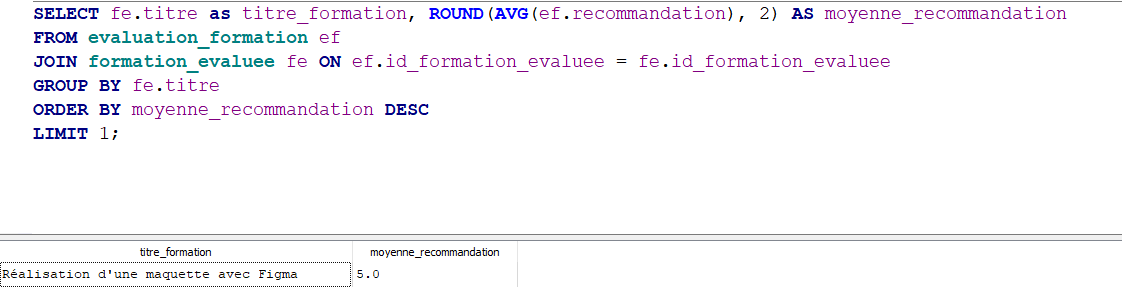 SELECT fe.titre as titre_formation, ROUND(AVG(ef.recommandation), 2) AS moyenne_recommandation
FROM evaluation_formation ef
JOIN formation_evaluee fe ON ef.id_formation_evaluee = fe.id_formation_evaluee
GROUP BY fe.titre
ORDER BY moyenne_recommandation DESC
LIMIT 1;
titre_formation moyenne_recommandation
Réalisation d'une maquette avec Figma 5.0